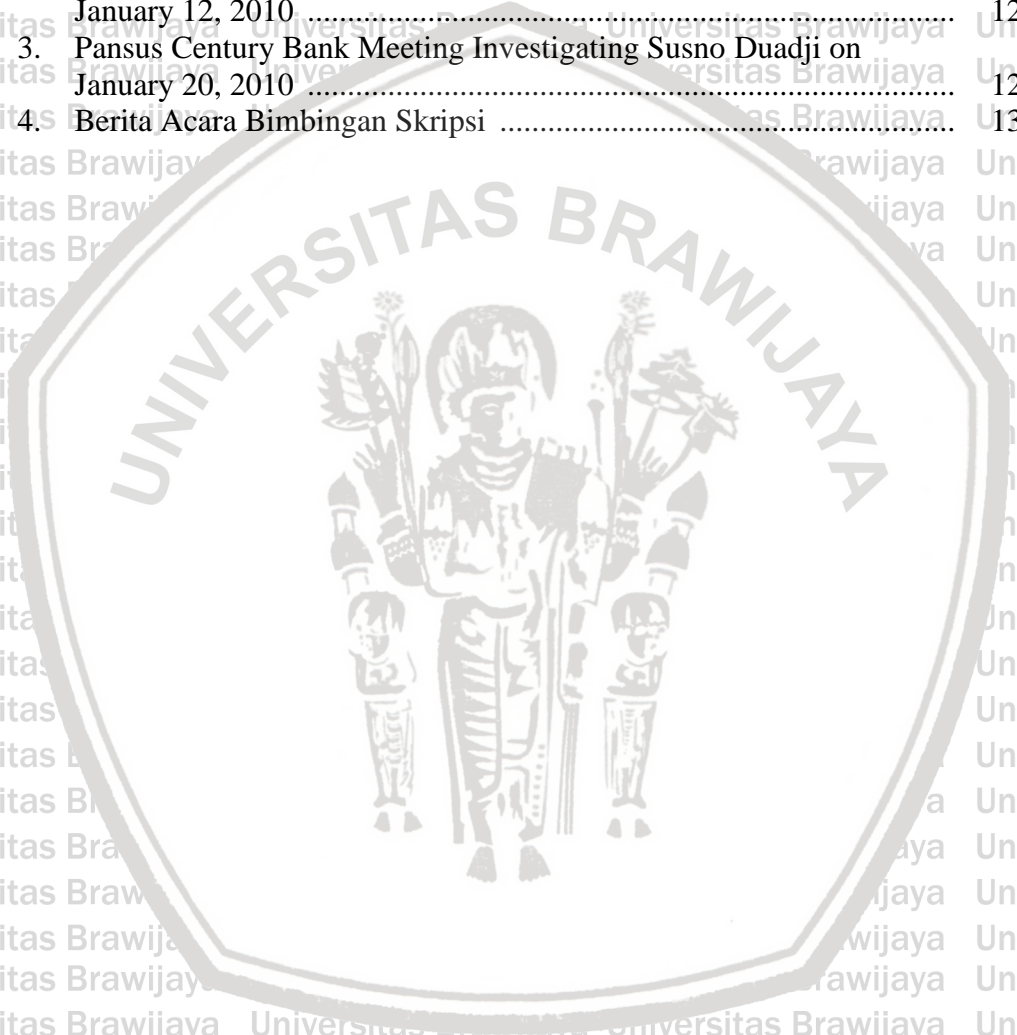 January 12, 2010 ................................................................................. 12
3. Pansus Century Bank Meeting Investigating Susno Duadji on
January 20, 2010 ................................................................................. 12
4. Berita Acara Bimbingan Skripsi ......................................................... 13
UNIVERSITAS BRAWIJAYA